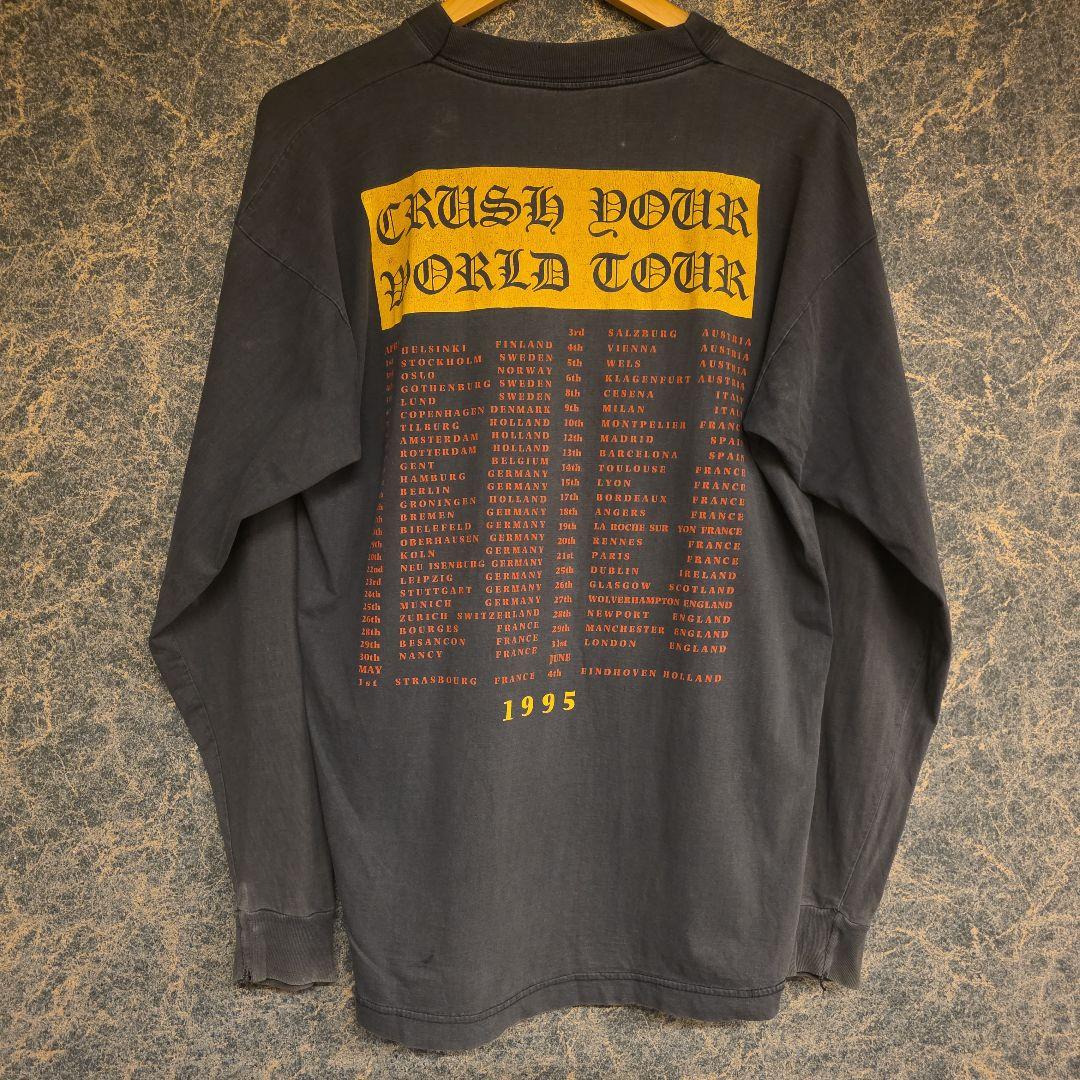 CRUSH YOUR
WORLD TOUR
HELSINKI FINLAND
STOCKHOLM SWEDEN
OSLO NORWAY
GOTHENBURG SWEDEN
LUND SWEDEN
COPENHAGEN DENMARK
TILBURG HOLLAND
AMSTERDAM HOLLAND
ROTTERDAM HOLLAND
GENT BELGIUM
HAMBURG GERMANY
BERLIN GERMANY
GRONINGEN HOLLAND
BREMEN GERMANY
BIELEFELD GERMANY
OBERHAUSEN GERMANY
20th KOLN GERMANY
22nd NEU ISENBURG GERMANY
23rd LEIPZIG GERMANY
24th STUTTGART GERMANY
25th MUNICH GERMANY
26th ZURICH SWITZERLAND
28th BOURGES FRANCE
29th BESANCON FRANCE
30th NANCY FRANCE
MAY
1st STRASBOURG FRANCE
3rd SALZBURG AUSTRIA
4th VIENNA AUSTRIA
5th WELS AUSTRIA
6th KLAGENFURT AUSTRIA
8th CESENA ITALY
9th MILAN ITALY
10th MONTPELIER FRANCE
12th MADRID SPAIN
13th BARCELONA SPAIN
14th TOULOUSE FRANCE
15th LYON FRANCE
17th BORDEAUX FRANCE
18th ANGERS FRANCE
19th LA ROCHE SUR YON FRANCE
20th RENNES FRANCE
21st PARIS FRANCE
25th DUBLIN IRELAND
26th GLASGOW SCOTLAND
27th WOLVERHAMPTON ENGLAND
28th NEWPORT ENGLAND
29th MANCHESTER ENGLAND
31st LONDON ENGLAND
JUNE
4th EINDHOVEN HOLLAND
1995